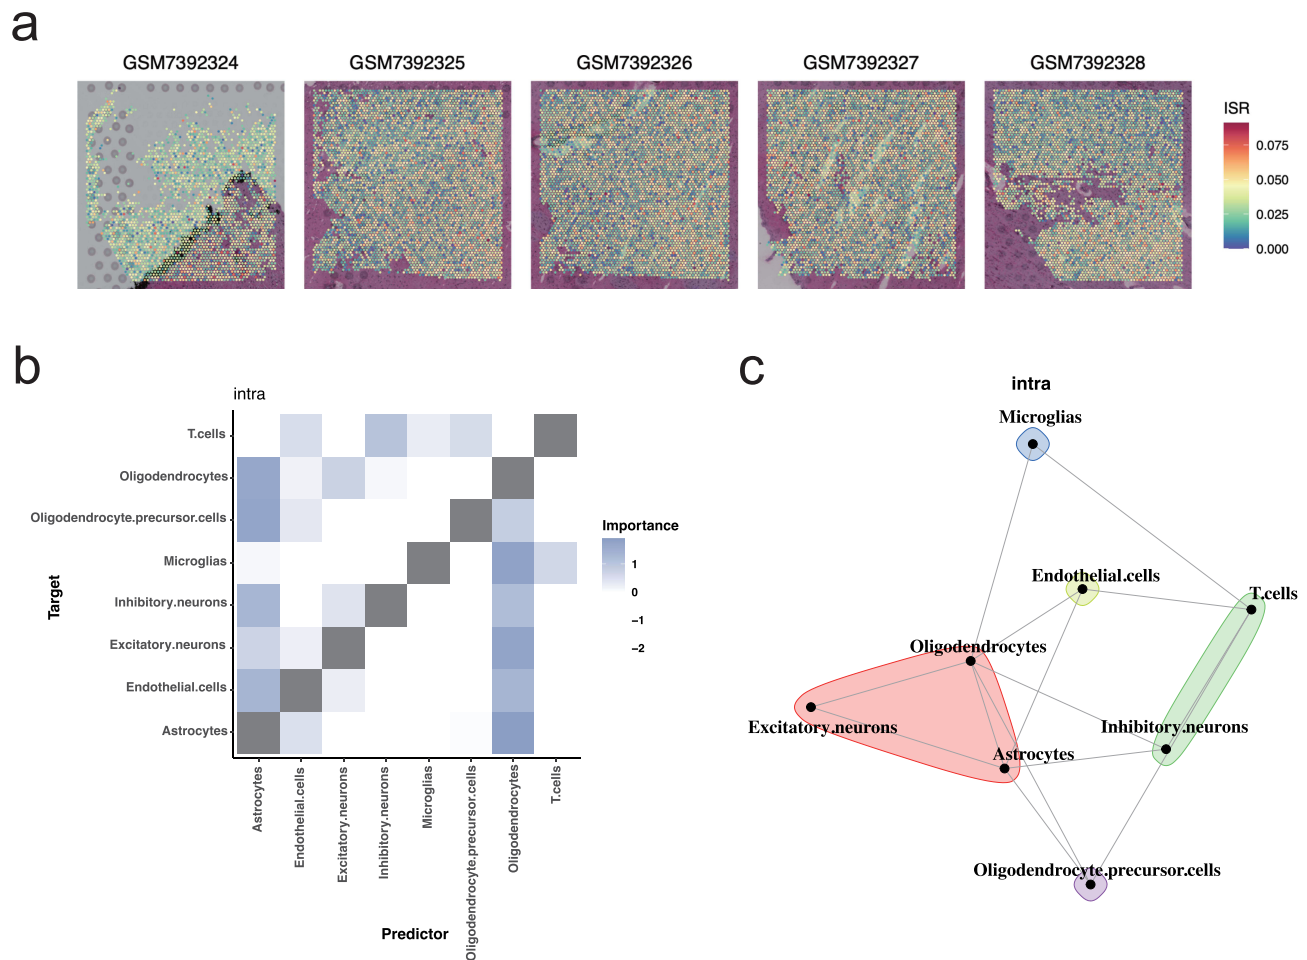 a
GSM7392324
GSM7392325
GSM7392326
GSM7392327
GSM7392328
ISR
0.075
0.050
0.025
0.000
b
intra
Target
T.cells
Oligodendrocytes
Oligodendrocyte.precursor.cells
Microglias
Inhibitory.neurons
Excitatory.neurons
Endothelial.cells
Astrocytes
Astrocytes
Endothelial.cells
Excitatory.neurons
Inhibitory.neurons
Microglias
Oligodendrocyte.precursor.cells
Oligodendrocytes
T.cells
Predictor
Importance
1
0
−1
−2
c
intra
Microglias
Endothelial.cells
T.cells
Oligodendrocytes
Excitatory.neurons
Inhibitory.neurons
Astrocytes
Oligodendrocyte.precursor.cells